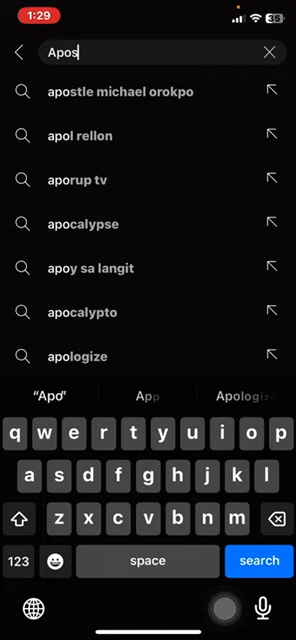 1:29
35
Apos
apostle michael orokpo
apol rellon
aporup tv
apocalypse
apoy sa langit
apocalypto
apologize
"Apo" App Apologize
q w e r t y u i o p
a s d f g h j k l
z x c v b n m
123 space search